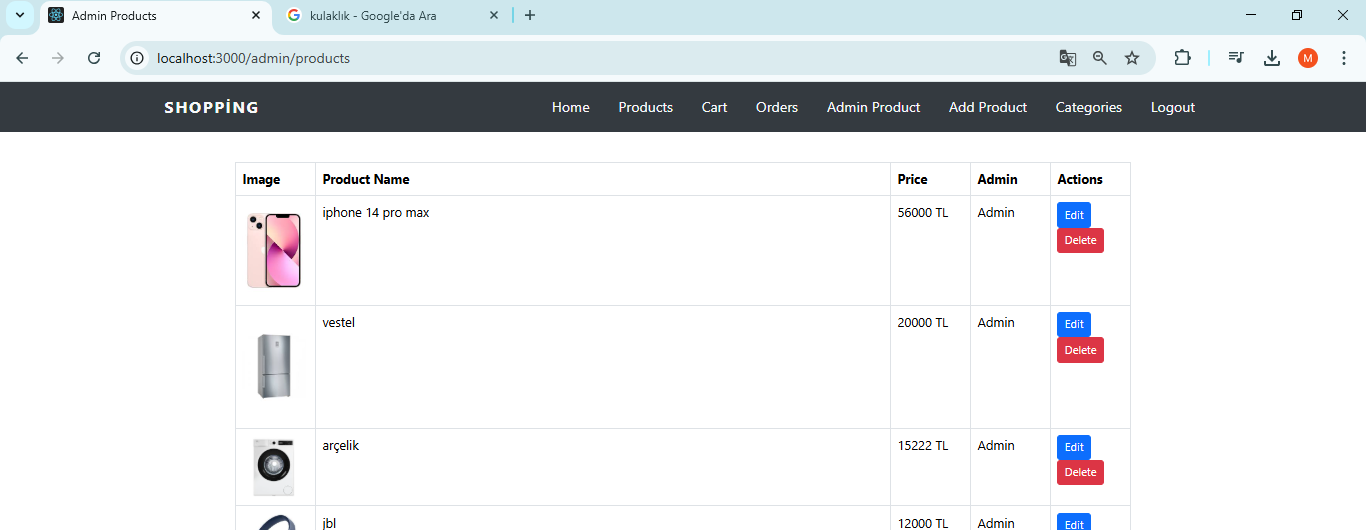 Admin Products
kulaklık - Google'da Ara
localhost:3000/admin/products
M
SHOPPİNG
Home Products Cart Orders Admin Product Add Product Categories Logout
Image Product Name Price Admin Actions
iphone 14 pro max 56000 TL Admin Edit
Delete
vestel 20000 TL Admin Edit
Delete
arçelik 15222 TL Admin Edit
Delete
jbl 12000 TL Admin Edit